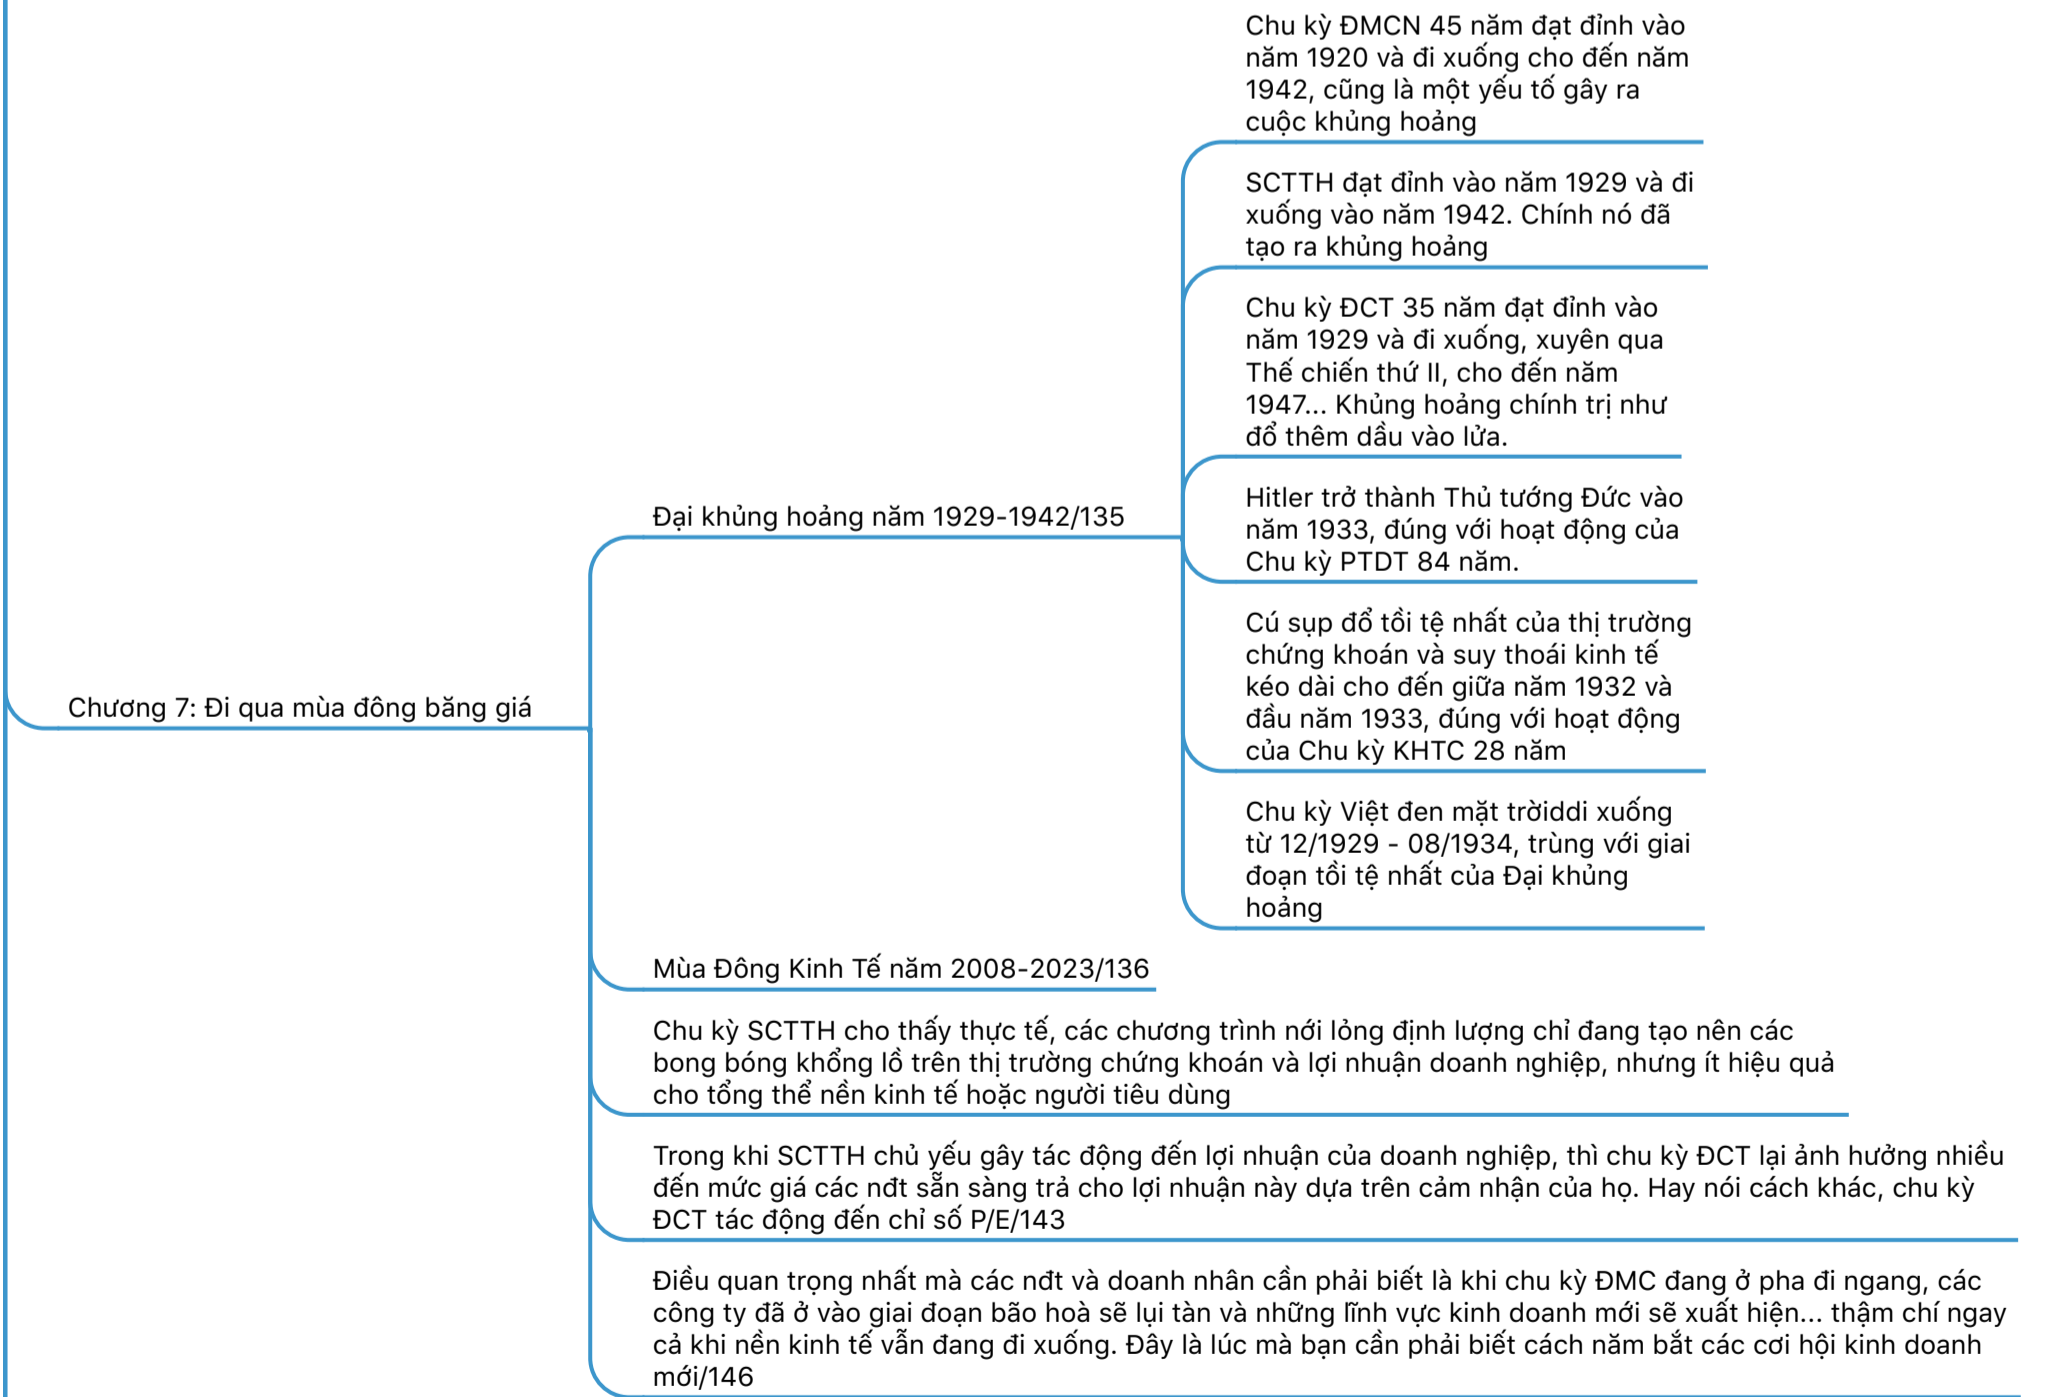 Chu kỳ ĐMCN 45 năm đạt đỉnh vào
năm 1920 và đi xuống cho đến năm
1942, cũng là một yếu tố gây ra
cuộc khủng hoảng
SCTTH đạt đỉnh vào năm 1929 và đi
xuống vào năm 1942. Chính nó đã
tạo ra khủng hoảng
Chu kỳ ĐCT 35 năm đạt đỉnh vào
năm 1929 và đi xuống, xuyên qua
Thế chiến thứ II, cho đến năm
1947... Khủng hoảng chính trị như
đổ thêm dầu vào lửa.
Đại khủng hoảng năm 1929-1942/135
Hitler trở thành Thủ tướng Đức vào
năm 1933, đúng với hoạt động của
Chu kỳ PTDT 84 năm.
Cú sụp đổ tồi tệ nhất của thị trường
chứng khoán và suy thoái kinh tế
kéo dài cho đến giữa năm 1932 và
đầu năm 1933, đúng với hoạt động
của Chu kỳ KHTC 28 năm
Chương 7: Đi qua mùa đông băng giá
Chu kỳ Việt đen mặt trờiddi xuống
từ 12/1929 - 08/1934, trùng với giai
đoạn tồi tệ nhất của Đại khủng
hoảng
Mùa Đông Kinh Tế năm 2008-2023/136
Chu kỳ SCTTH cho thấy thực tế, các chương trình nới lỏng định lượng chỉ đang tạo nên các
bong bóng khổng lồ trên thị trường chứng khoán và lợi nhuận doanh nghiệp, nhưng ít hiệu quả
cho tổng thể nền kinh tế hoặc người tiêu dùng
Trong khi SCTTH chủ yếu gây tác động đến lợi nhuận của doanh nghiệp, thì chu kỳ ĐCT lại ảnh hưởng nhiều
đến mức giá các nđt sẵn sàng trả cho lợi nhuận này dựa trên cảm nhận của họ. Hay nói cách khác, chu kỳ
ĐCT tác động đến chỉ số P/E/143
Điều quan trọng nhất mà các nđt và doanh nhân cần phải biết là khi chu kỳ ĐMC đang ở pha đi ngang, các
công ty đã ở vào giai đoạn bão hoà sẽ lụi tàn và những lĩnh vực kinh doanh mới sẽ xuất hiện... thậm chí ngay
cả khi nền kinh tế vẫn đang đi xuống. Đây là lúc mà bạn cần phải biết cách năm bắt các cơi hội kinh doanh
mới/146